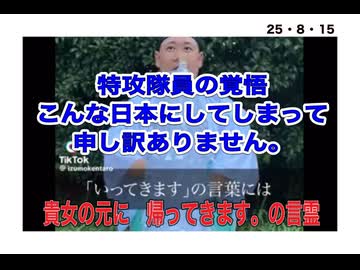 25・8・15
特攻隊員の覚悟
こんな日本にしてしまって
申し訳ありません。
TikTok
@izumokentaro
「いってきます」の言葉には
貴女の元に　帰ってきます。の言霊